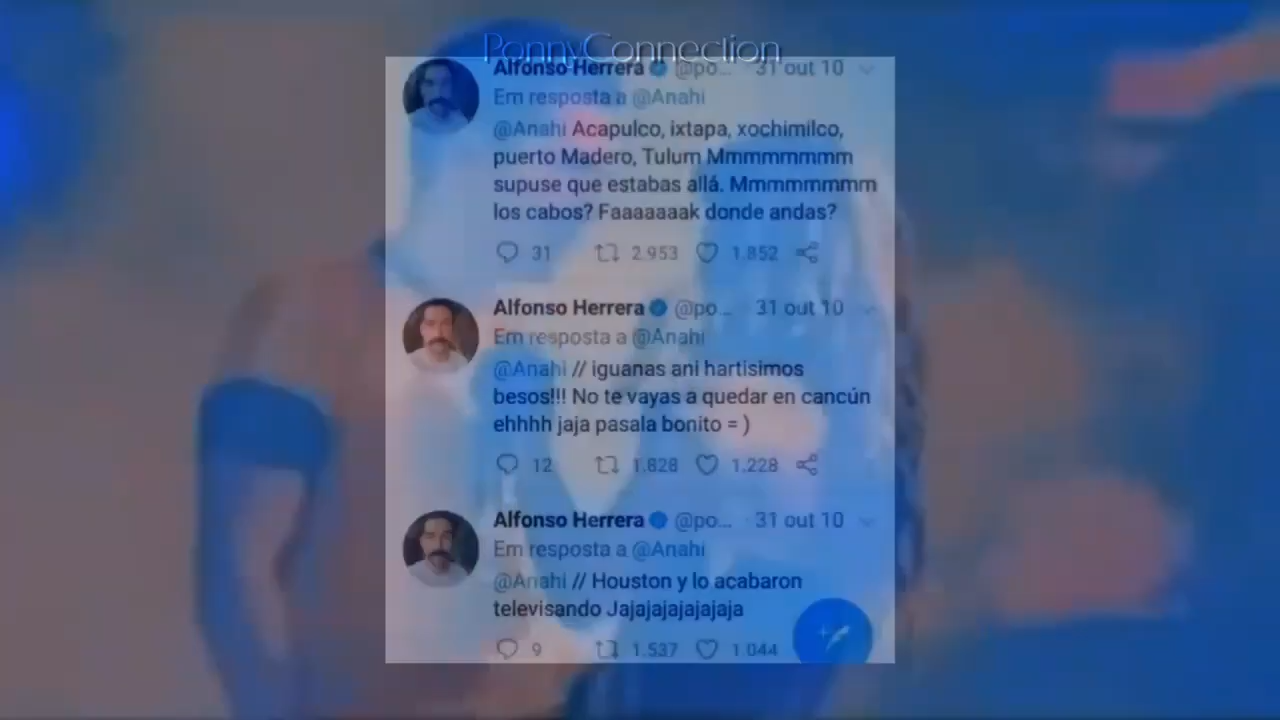 PonnyConnection
Alfonso Herrera @po... · 31 out 10
Em resposta a @Anahi
@Anahi Acapulco, ixtapa, xochimilco,
puerto Madero, Tulum Mmmmmmmm
supuse que estabas allá. Mmmmmmmm
los cabos? Faaaaaaak donde andas?
31 2.953 1.852
Alfonso Herrera @po... · 31 out 10
Em resposta a @Anahi
@Anahi // iguanas ani hartisimos
besos!!! No te vayas a quedar en cancún
ehhhh jaja pasala bonito = )
12 1.828 1.228
Alfonso Herrera @po... · 31 out 10
Em resposta a @Anahi
@Anahi // Houston y lo acabaron
televisando Jajajajajajaja
9 1.537 1.044